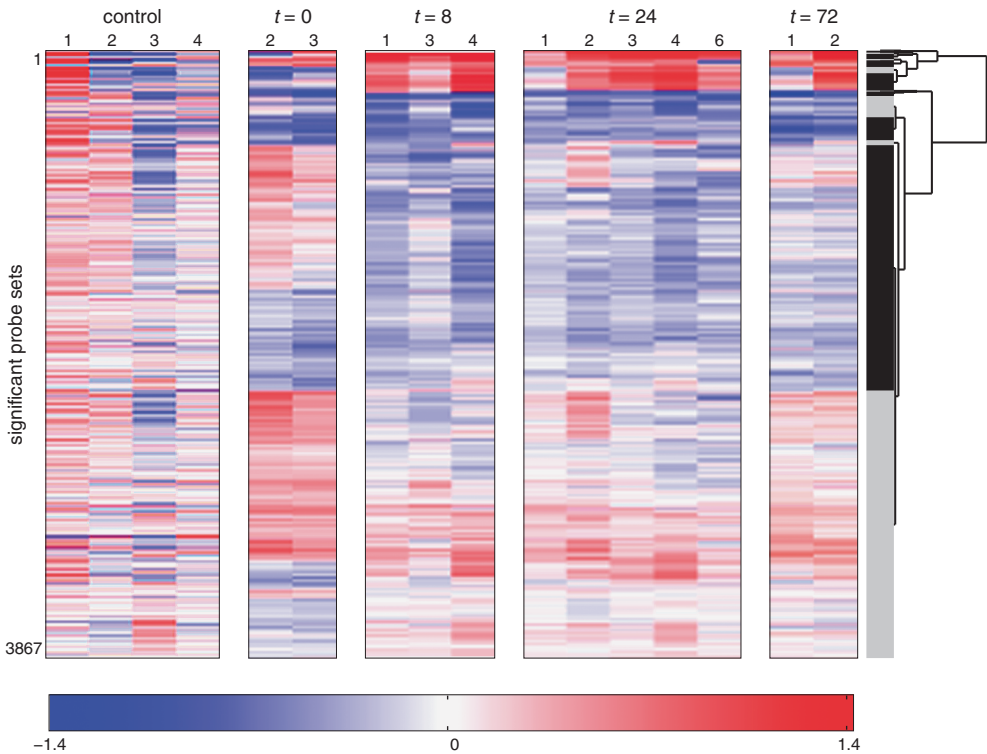 control t = 0 t = 8 t = 24 t = 72
1 2 3 4 2 3 1 3 4 1 2 3 4 6 1 2
1
significant probe sets
3867
−1.4 0 1.4